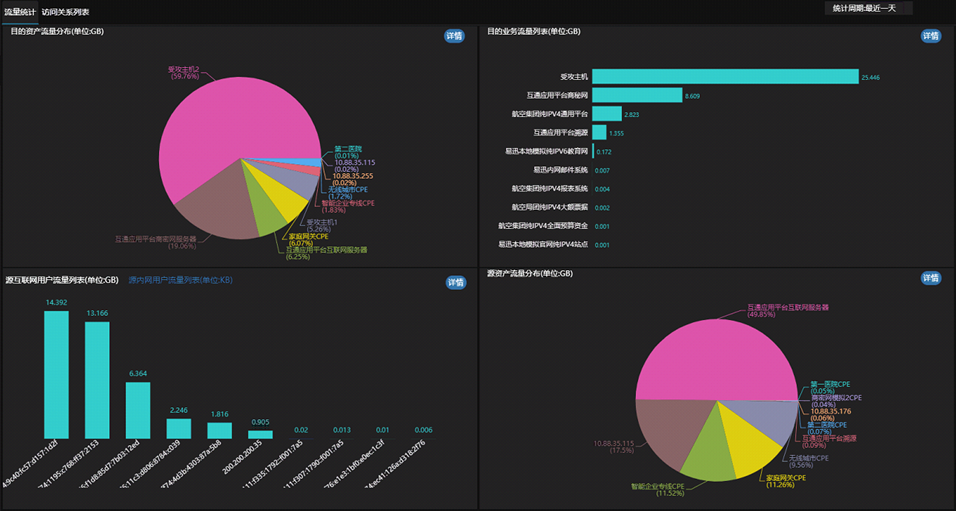 流量统计 访问关系列表
统计周期:最近一天
目的资产流量分布(单位:GB)
详情
受攻主机2
(59.76%)
第二医院
(0.01%)
10.88.35.115
(0.02%)
10.88.35.255
(0.02%)
无线城市CPE
(1.72%)
智能企业专线CPE
(1.83%)
受攻主机1
(5.26%)
家庭网关CPE
(6.07%)
互通应用平台互联网服务器
(6.25%)
互通应用平台商密网服务器
(19.06%)
目的业务流量列表(单位:GB)
详情
受攻主机 25.446
互通应用平台商秘网 8.609
航空集团纯IPV4通用平台 2.823
互通应用平台溯源 1.355
易迅本地模拟纯IPV6教育网 0.172
易迅内网邮件系统 0.007
航空集团纯IPV4报表系统 0.004
航空局团纯IPV4大额票据 0.002
航空集团纯IPV4全面预算资金 0.001
易迅本地模拟官网纯IPV4站点 0.001
源互联网用户流量列表(单位:GB) 源内网用户流量列表(单位:KB)
详情
14.392
13.166
6.364
2.246
1.816
0.905
0.02
0.013
0.01
0.006
200.200.200.35
源资产流量分布(单位:GB)
详情
互通应用平台互联网服务器
(49.85%)
第一医院CPE
(0.05%)
商密网模拟2CPE
(0.04%)
10.88.35.176
(0.06%)
第二医院CPE
(0.07%)
互通应用平台溯源
(0.09%)
无线城市CPE
(9.56%)
家庭网关CPE
(11.26%)
智能企业专线CPE
(11.52%)
10.88.35.115
(17.5%)